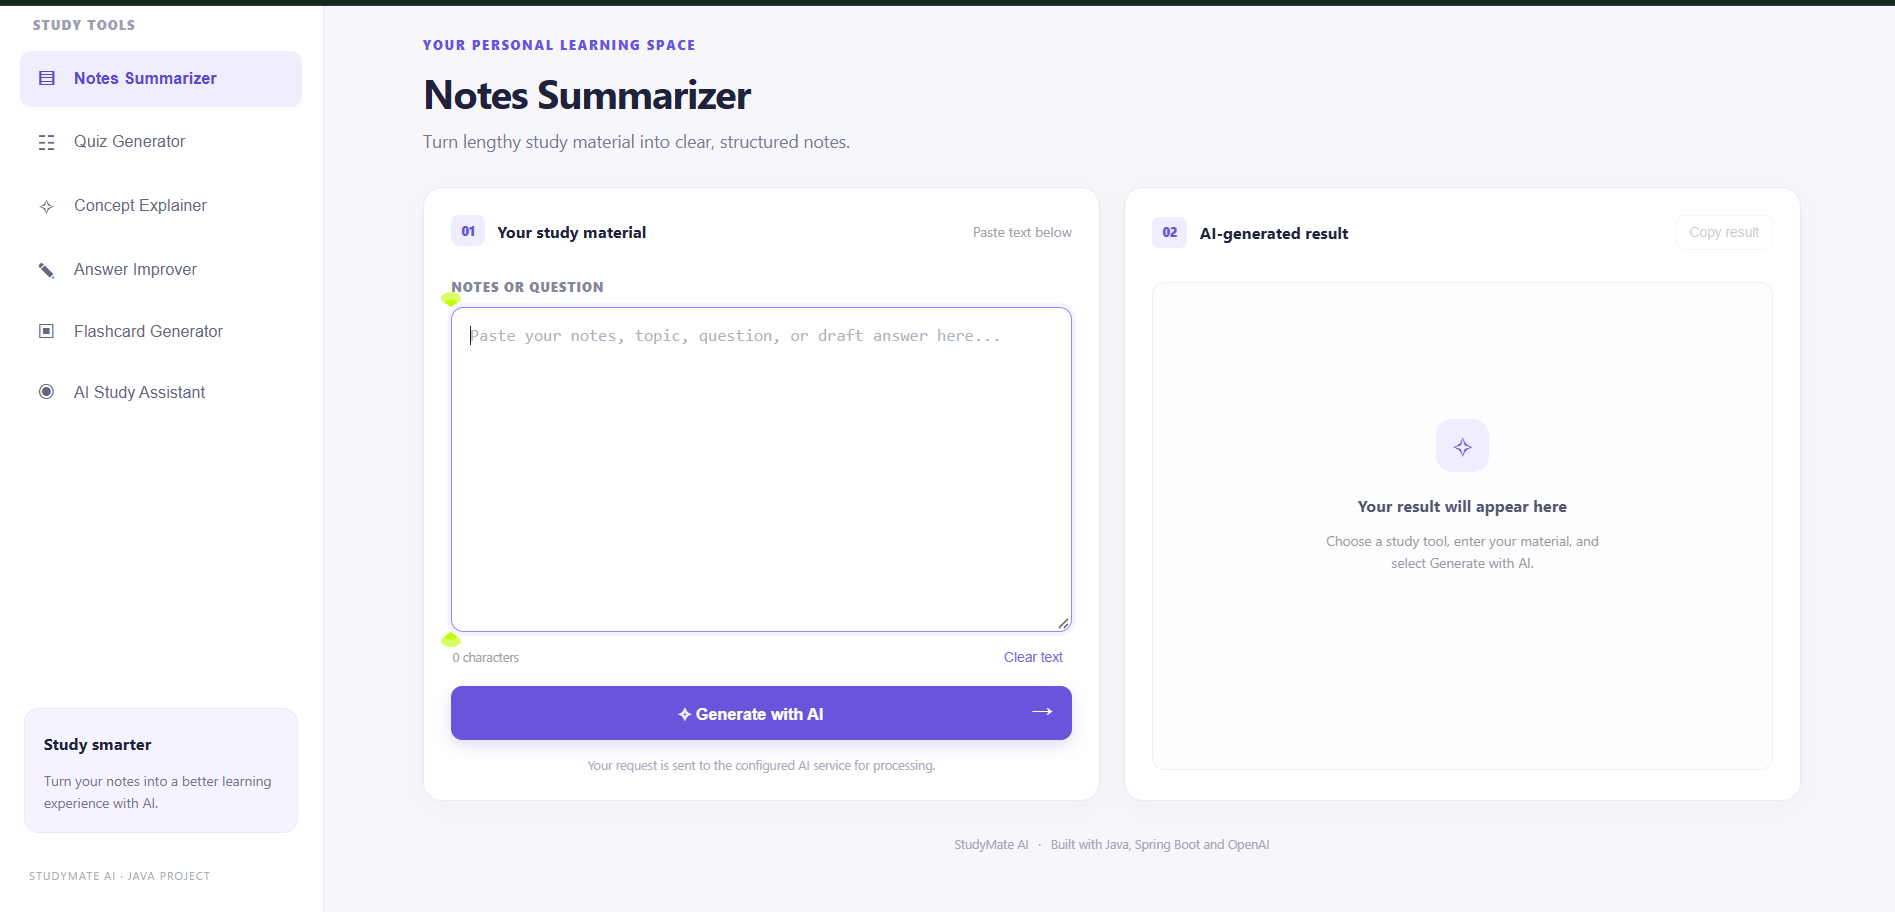 STUDY TOOLS
Notes Summarizer
Quiz Generator
Concept Explainer
Answer Improver
Flashcard Generator
AI Study Assistant
Study smarter
Turn your notes into a better learning
experience with AI.
STUDYMATE AI · JAVA PROJECT
YOUR PERSONAL LEARNING SPACE
Notes Summarizer
Turn lengthy study material into clear, structured notes.
01 Your study material Paste text below
NOTES OR QUESTION
Paste your notes, topic, question, or draft answer here...
0 characters Clear text
✧ Generate with AI →
Your request is sent to the configured AI service for processing.
02 AI-generated result Copy result
Your result will appear here
Choose a study tool, enter your material, and
select Generate with AI.
StudyMate AI · Built with Java, Spring Boot and OpenAI